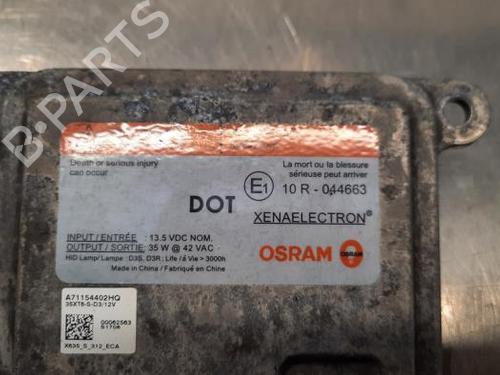 B-Parts
Death or serious injury
can occur
La mort ou la blessure
sérieuse peut arriver
DOT
E1
10 R - 044663
XENAELECTRON®
INPUT / ENTRÉE : 13.5 VDC NOM.
OUTPUT / SORTIE: 35 W @ 42 VAC
HID Lamp/ Lampe : D3S, D3R ; Life / á Vie > 3000h
Made in China / Fabriqué en China
OSRAM
A71154402HQ
35XT6-S-D3/12V
00062563
S1708
X635_S_312_ECA